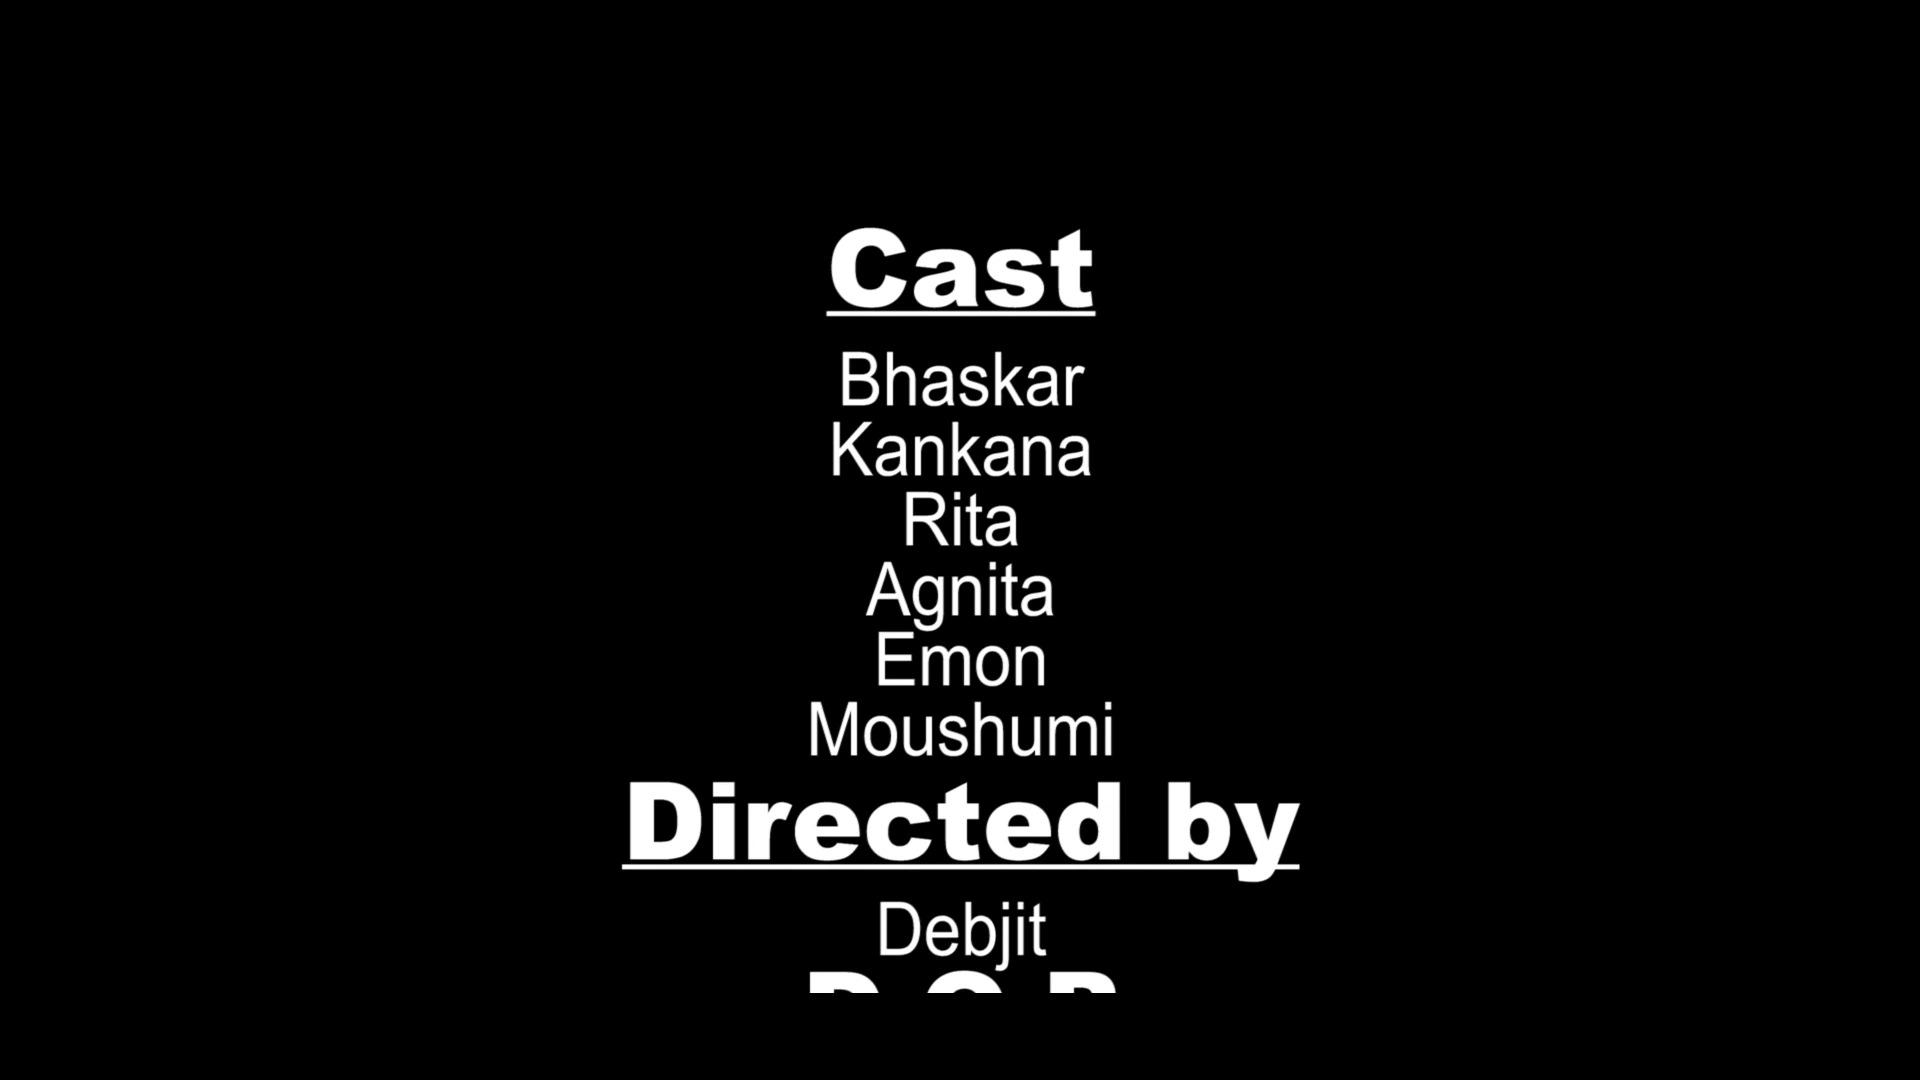 Cast
Bhaskar
Kankana
Rita
Agnita
Emon
Moushumi
Directed by
Debjit